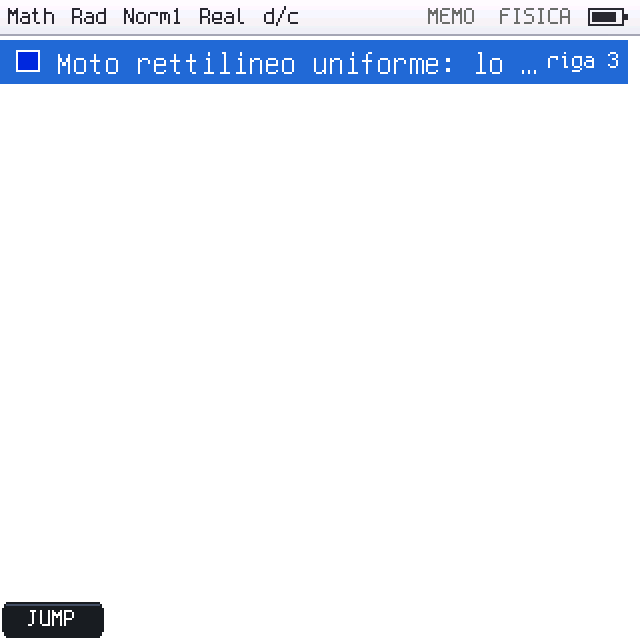 Math Rad Norm1 Real d/c MEMO FISICA
Moto rettilineo uniforme: lo … riga 3
JUMP